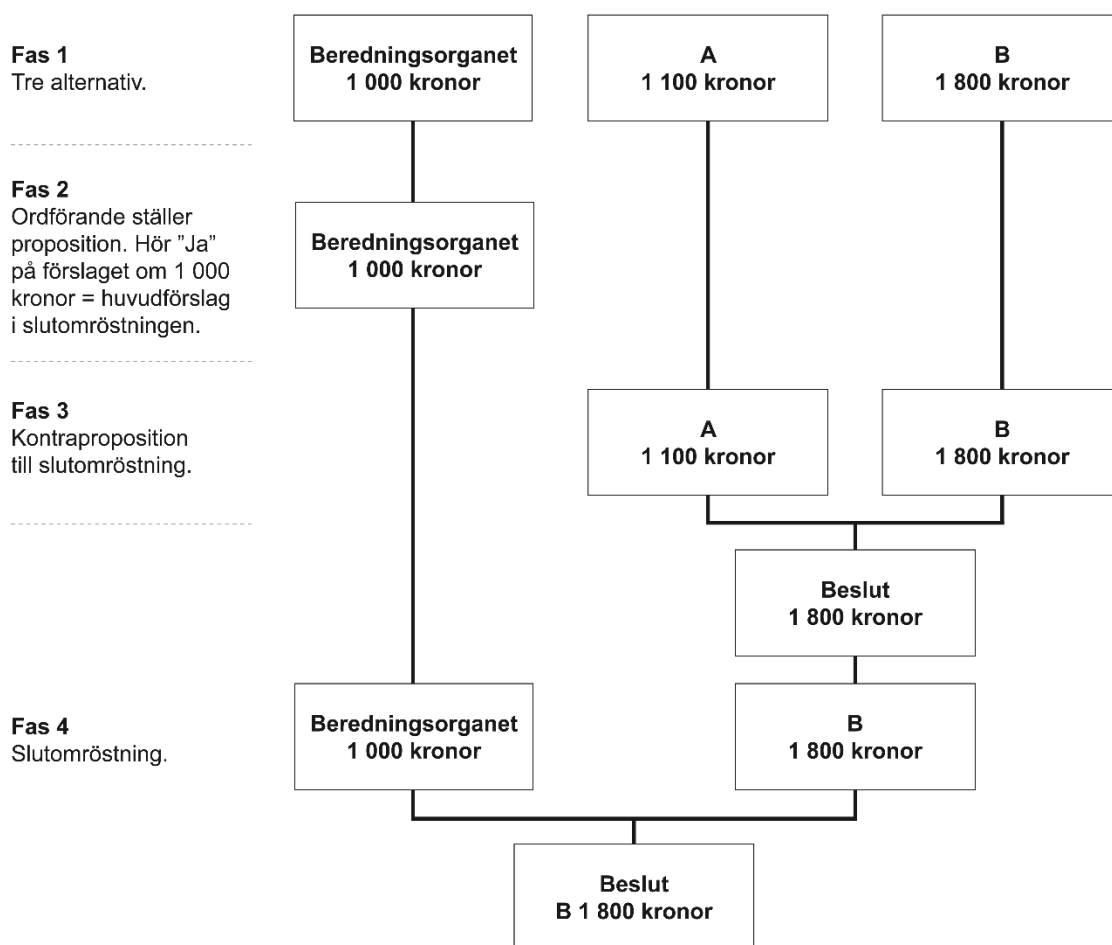 Fas 1
Tre alternativ.
Beredningsorganet
1 000 kronor
A
1 100 kronor
B
1 800 kronor
Fas 2
Ordförande ställer
proposition. Hör ”Ja”
på förslaget om 1 000
kronor = huvudförslag
i slutomröstningen.
Beredningsorganet
1 000 kronor
Fas 3
Kontraproposition
till slutomröstning.
A
1 100 kronor
B
1 800 kronor
Beslut
1 800 kronor
Fas 4
Slutomröstning.
Beredningsorganet
1 000 kronor
B
1 800 kronor
Beslut
B 1 800 kronor